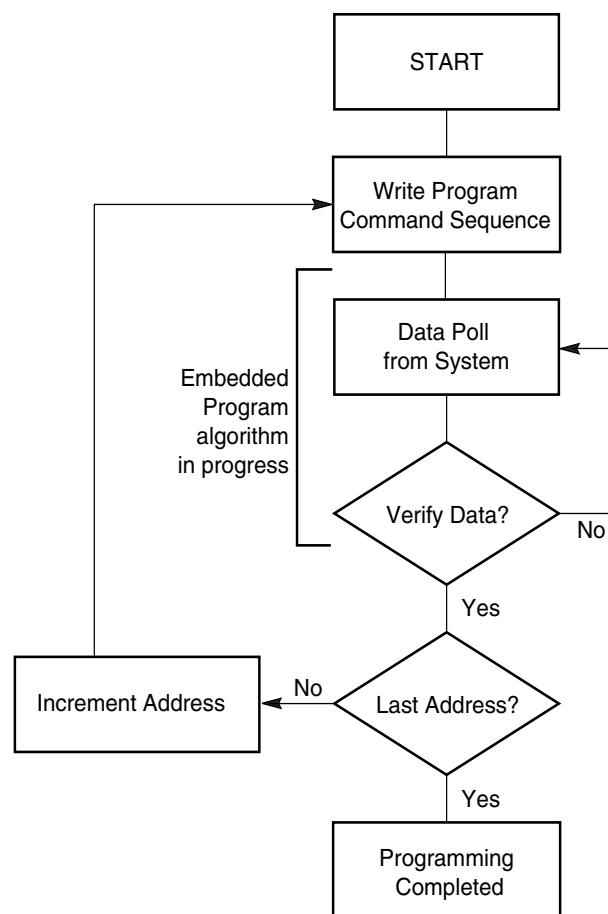 START
Write Program
Command Sequence
Data Poll
from System
Embedded
Program
algorithm
in progress
Verify Data?
No
Yes
Increment Address
No
Last Address?
Yes
Programming
Completed